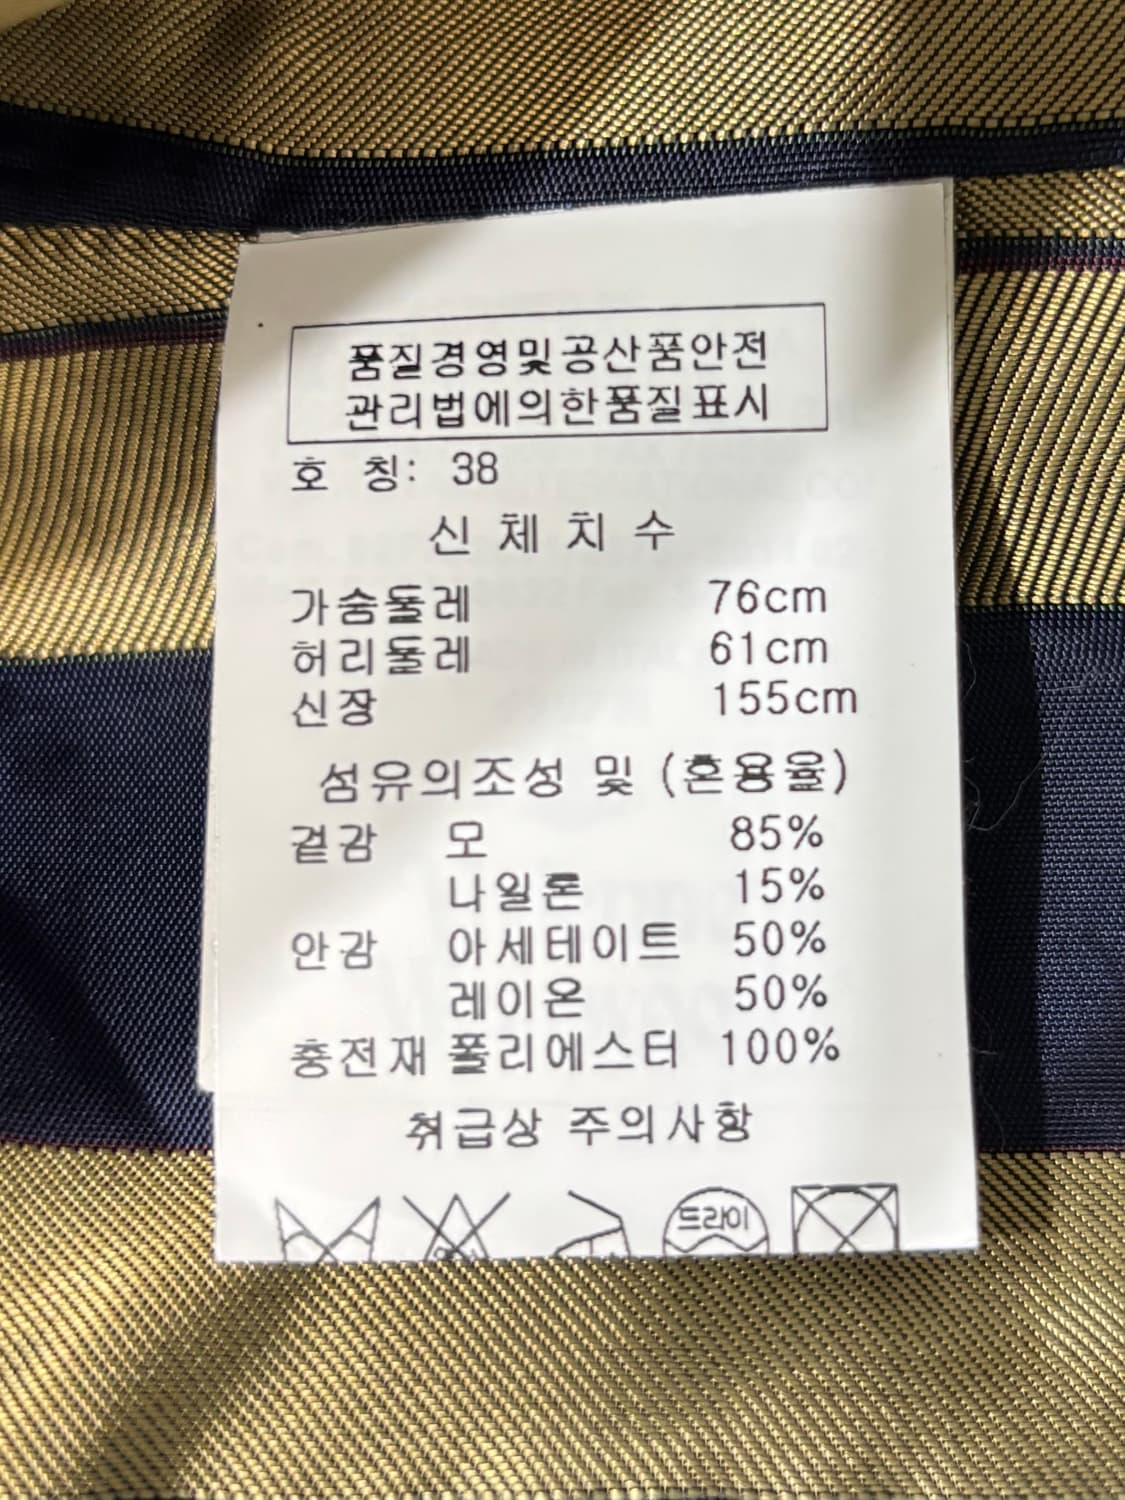 품질경영및공산품안전
관리법에의한품질표시
호 칭: 38
신 체 치 수
가슴둘레 76cm
허리둘레 61cm
신장 155cm
섬유의조성 및 (혼용율)
겉감 모 85%
나일론 15%
안감 아세테이트 50%
레이온 50%
충전재 폴리에스터 100%
취급상 주의사항
드라이